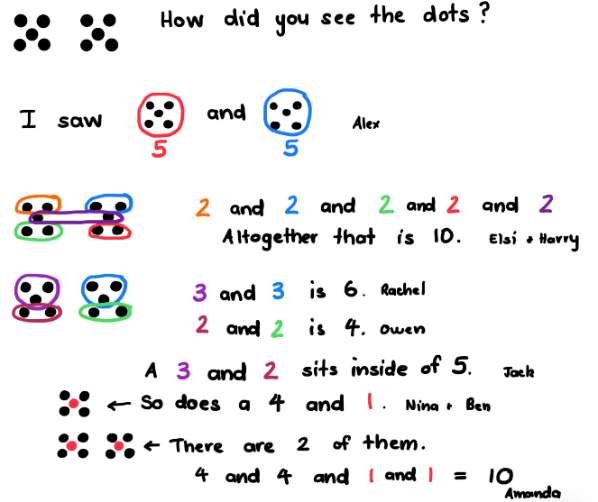 How did you see the dots?
I saw and Alex
5 5
2 and 2 and 2 and 2 and 2
Altogether that is 10. Elsi + Harry
3 and 3 is 6. Rachel
2 and 2 is 4. Owen
A 3 and 2 sits inside of 5. Jack
← So does a 4 and 1. Nina + Ben
← There are 2 of them.
4 and 4 and 1 and 1 = 10
Amanda